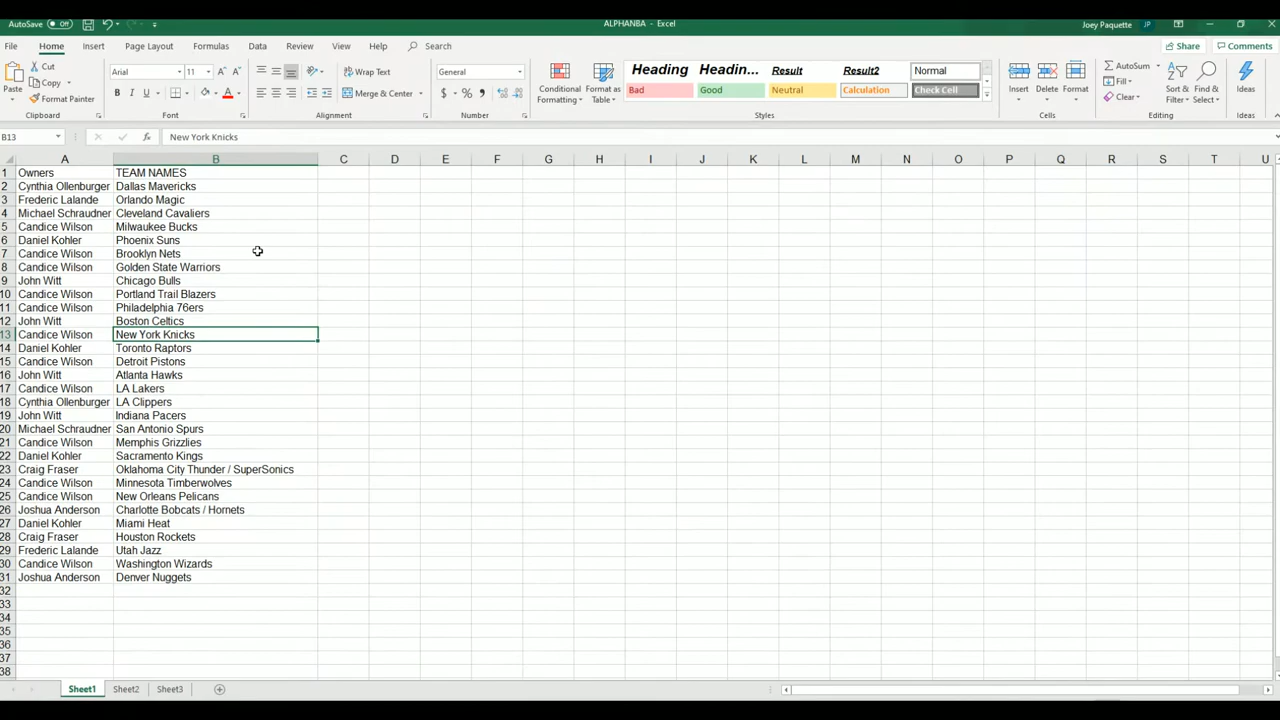 AutoSave Off ALPHANBA - Excel Joey Paquette JP
File Home Insert Page Layout Formulas Data Review View Help Search Share Comments
Paste Cut Copy Format Painter Clipboard
Arial 11 A A B I U A Font
Wrap Text Merge & Center Alignment
General $ % 9 Number
Conditional Formatting Format as Table
Heading Headin... Result Result2 Normal
Bad Good Neutral Calculation Check Cell
Styles
Insert Delete Format Cells
AutoSum Fill Clear Sort & Filter Find & Select Editing
Ideas Ideas
B13 fx New York Knicks
A B C D E F G H I J K L M N O P Q R S T U
1 Owners TEAM NAMES
2 Cynthia Ollenburger Dallas Mavericks
3 Frederic Lalande Orlando Magic
4 Michael Schraudner Cleveland Cavaliers
5 Candice Wilson Milwaukee Bucks
6 Daniel Kohler Phoenix Suns
7 Candice Wilson Brooklyn Nets
8 Candice Wilson Golden State Warriors
9 John Witt Chicago Bulls
10 Candice Wilson Portland Trail Blazers
11 Candice Wilson Philadelphia 76ers
12 John Witt Boston Celtics
13 Candice Wilson New York Knicks
14 Daniel Kohler Toronto Raptors
15 Candice Wilson Detroit Pistons
16 John Witt Atlanta Hawks
17 Candice Wilson LA Lakers
18 Cynthia Ollenburger LA Clippers
19 John Witt Indiana Pacers
20 Michael Schraudner San Antonio Spurs
21 Candice Wilson Memphis Grizzlies
22 Daniel Kohler Sacramento Kings
23 Craig Fraser Oklahoma City Thunder / SuperSonics
24 Candice Wilson Minnesota Timberwolves
25 Candice Wilson New Orleans Pelicans
26 Joshua Anderson Charlotte Bobcats / Hornets
27 Daniel Kohler Miami Heat
28 Craig Fraser Houston Rockets
29 Frederic Lalande Utah Jazz
30 Candice Wilson Washington Wizards
31 Joshua Anderson Denver Nuggets
32
33
34
35
36
37
38
Sheet1 Sheet2 Sheet3